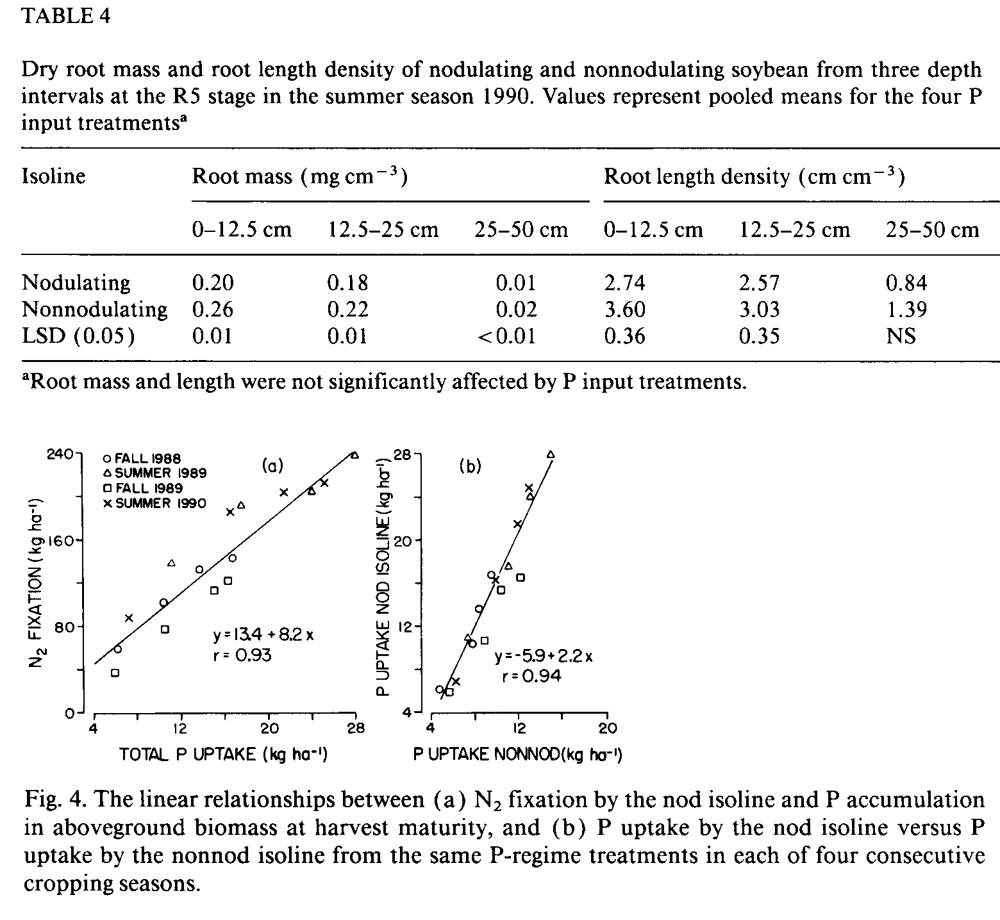 TABLE 4
Dry root mass and root length density of nodulating and nonnodulating soybean from three depth
intervals at the R5 stage in the summer season 1990. Values represent pooled means for the four P
input treatmentsᵃ
Isoline Root mass (mg cm⁻³) Root length density (cm cm⁻³)
0–12.5 cm 12.5–25 cm 25–50 cm 0–12.5 cm 12.5–25 cm 25–50 cm
Nodulating 0.20 0.18 0.01 2.74 2.57 0.84
Nonnodulating 0.26 0.22 0.02 3.60 3.03 1.39
LSD (0.05) 0.01 0.01 <0.01 0.36 0.35 NS
ᵃRoot mass and length were not significantly affected by P input treatments.
N₂ FIXATION (kg ha⁻¹)
240
160
80
0
○ FALL 1988
△ SUMMER 1989
□ FALL 1989
× SUMMER 1990
(a)
y=13.4+8.2x
r=0.93
4 12 20 28
TOTAL P UPTAKE (kg ha⁻¹)
P UPTAKE NOD ISOLINE (kg ha⁻¹)
28
20
12
4
(b)
y=-5.9+2.2x
r=0.94
4 12 20
P UPTAKE NONNOD(kg ha⁻¹)
Fig. 4. The linear relationships between (a) N₂ fixation by the nod isoline and P accumulation
in aboveground biomass at harvest maturity, and (b) P uptake by the nod isoline versus P
uptake by the nonnod isoline from the same P-regime treatments in each of four consecutive
cropping seasons.